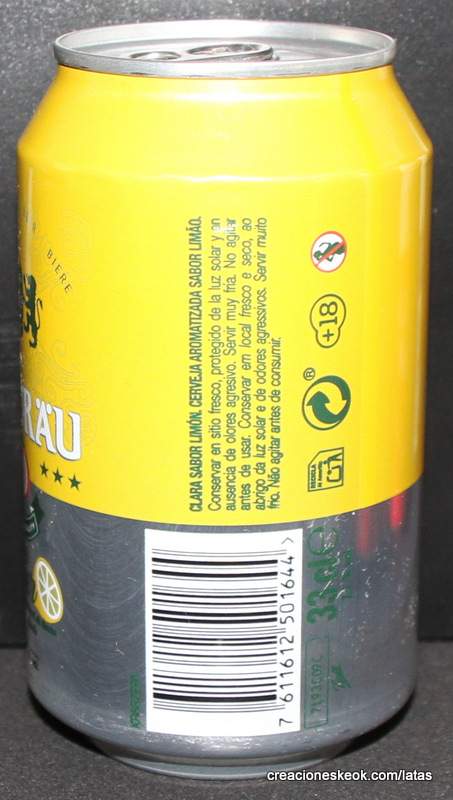 BIERE
RÄU
CLARA SABOR LIMÓN. CERVEJA AROMATIZADA SABOR LIMÃO.
Conservar en sitio fresco, protegido de la luz solar y en
ausencia de olores agresivo. Servir muy fría. No agitar
antes de usar. Conservar em local fresco e seco, ao
abrigo da luz solar e de odores agressivos. Servir muito
frio. Não agitar antes de consumir.
+18
®
7 611612 501644 >
33 cl e
creacioneskeok.com/latas